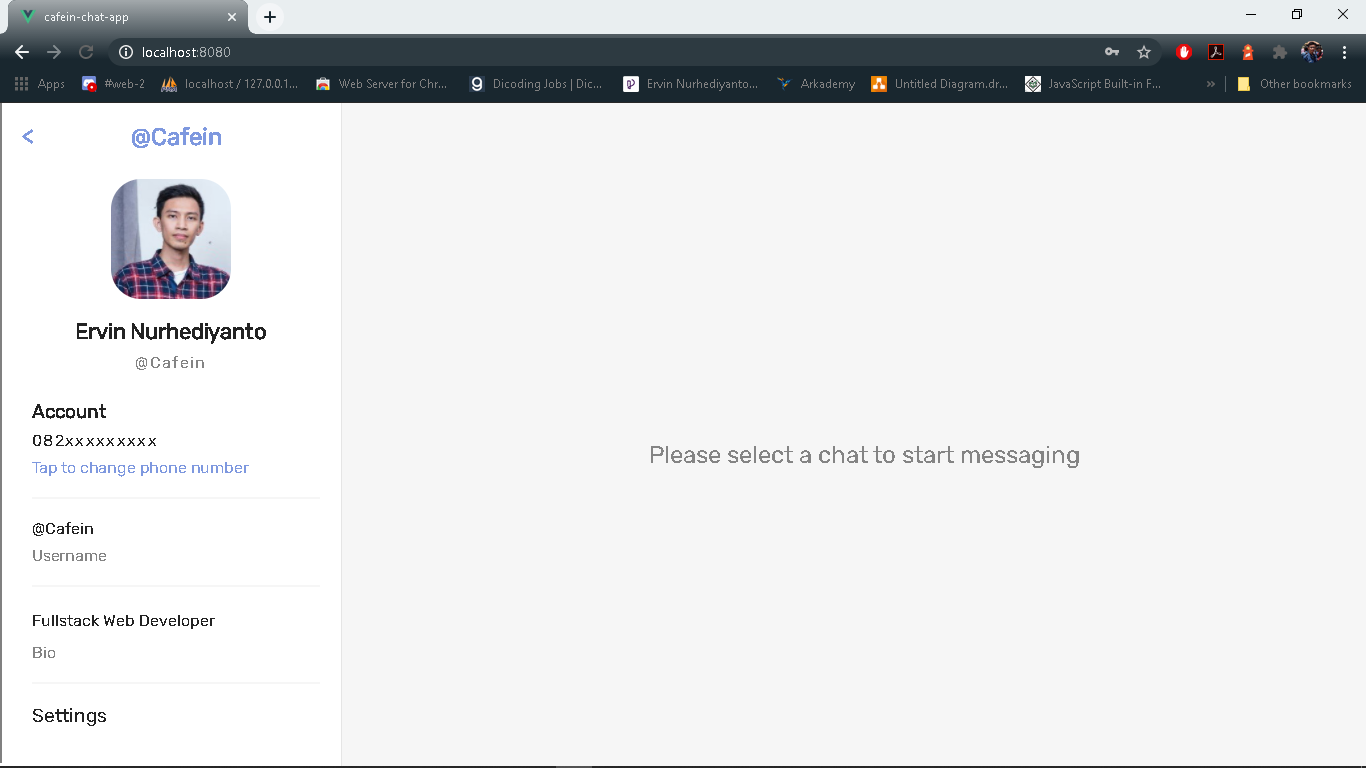 cafein-chat-app
localhost:8080
Apps #web-2 localhost / 127.0.0.1... Web Server for Chr... Dicoding Jobs | Dic... Ervin Nurhediyanto... Arkademy Untitled Diagram.dr... JavaScript Built-in F... » Other bookmarks
< @Cafein
Ervin Nurhediyanto
@Cafein
Account
082xxxxxxxxx
Tap to change phone number
Please select a chat to start messaging
@Cafein
Username
Fullstack Web Developer
Bio
Settings